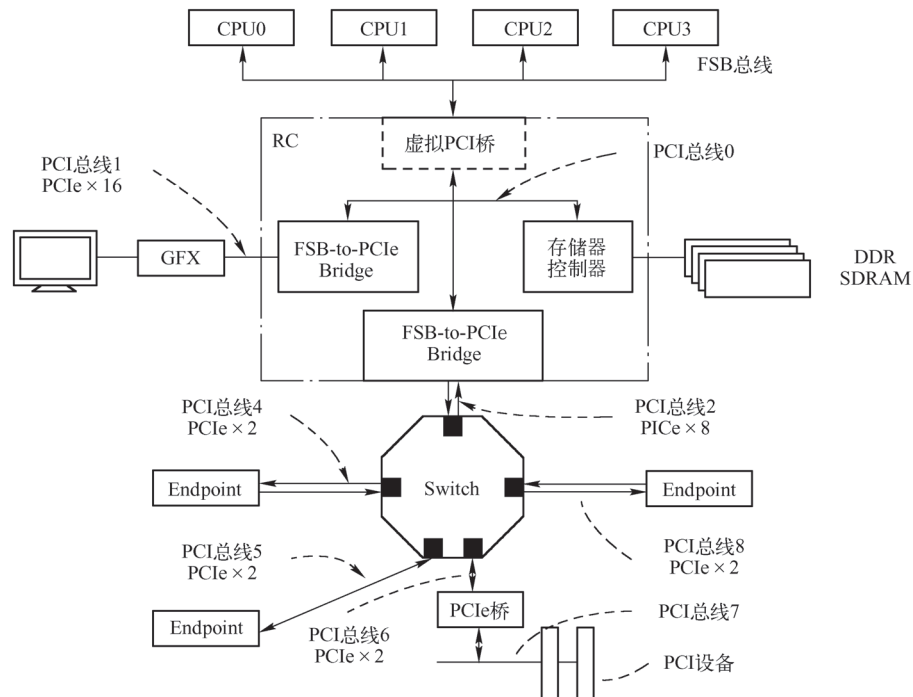 CPU0
CPU1
CPU2
CPU3
FSB总线
RC
虚拟PCI桥
PCI总线0
PCI总线1
PCIe × 16
GFX
FSB-to-PCIe
Bridge
存储器
控制器
DDR
SDRAM
FSB-to-PCIe
Bridge
PCI总线4
PCIe × 2
PCI总线2
PICe × 8
Endpoint
Switch
Endpoint
PCI总线5
PCIe × 2
PCI总线8
PCIe × 2
Endpoint
PCI总线6
PCIe × 2
PCIe桥
PCI总线7
PCI设备